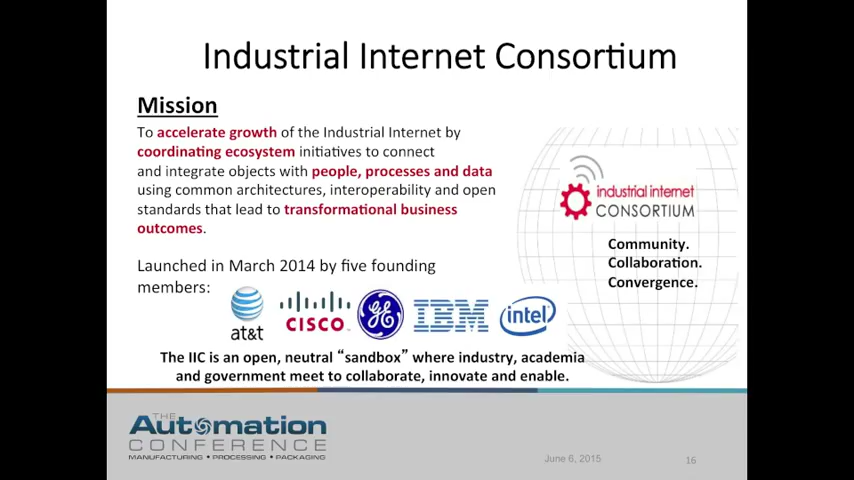 Industrial Internet Consortium
Mission
To accelerate growth of the Industrial Internet by
coordinating ecosystem initiatives to connect
and integrate objects with people, processes and data
using common architectures, interoperability and open
standards that lead to transformational business
outcomes.
industrial internet
CONSORTIUM
Community.
Collaboration.
Convergence.
Launched in March 2014 by five founding
members:
at&t
CISCO
GE
IBM
intel
The IIC is an open, neutral “sandbox” where industry, academia
and government meet to collaborate, innovate and enable.
THE
Automation
CONFERENCE
MANUFACTURING • PROCESSING • PACKAGING
June 6, 2015
16